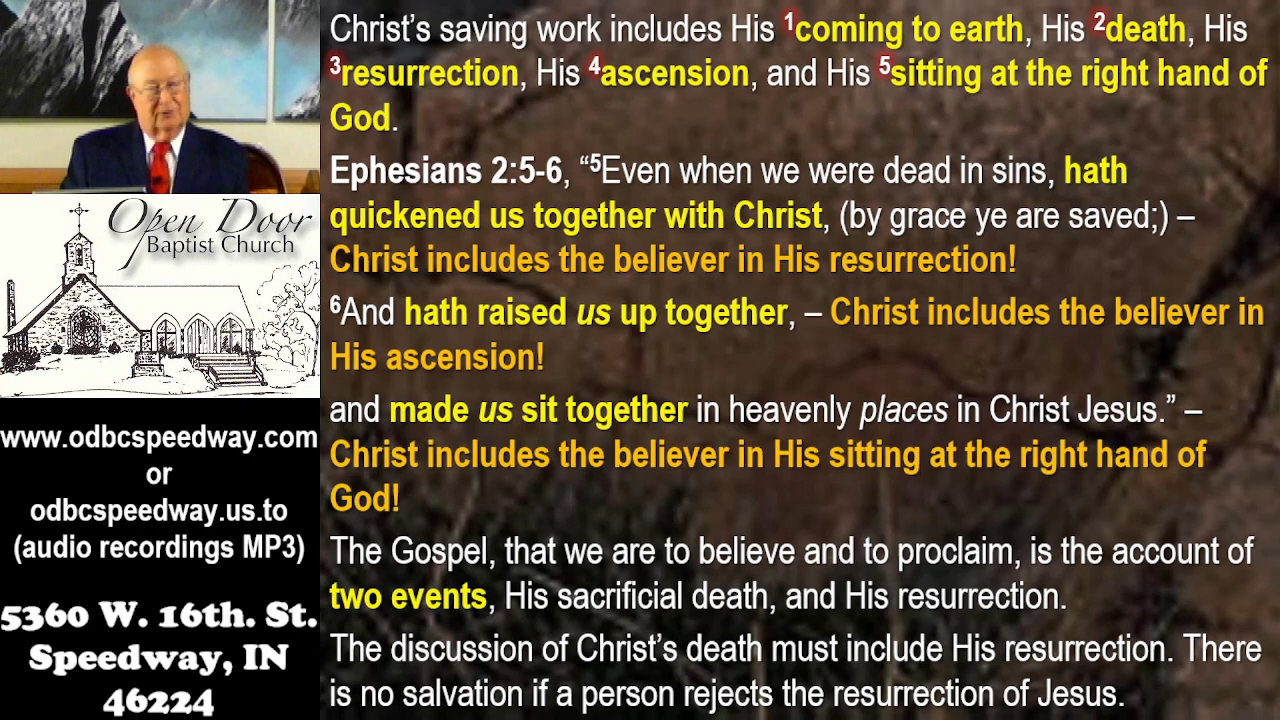 Christ’s saving work includes His ¹coming to earth, His ²death, His
³resurrection, His ⁴ascension, and His ⁵sitting at the right hand of
God.
Ephesians 2:5-6, “⁵Even when we were dead in sins, hath
quickened us together with Christ, (by grace ye are saved;) –
Christ includes the believer in His resurrection!
⁶And hath raised us up together, – Christ includes the believer in
His ascension!
and made us sit together in heavenly places in Christ Jesus.” –
Christ includes the believer in His sitting at the right hand of
God!
The Gospel, that we are to believe and to proclaim, is the account of
two events, His sacrificial death, and His resurrection.
The discussion of Christ’s death must include His resurrection. There
is no salvation if a person rejects the resurrection of Jesus.
Open Door
Baptist Church
www.odbcspeedway.com
or
odbcspeedway.us.to
(audio recordings MP3)
5360 W. 16th. St.
Speedway, IN
46224